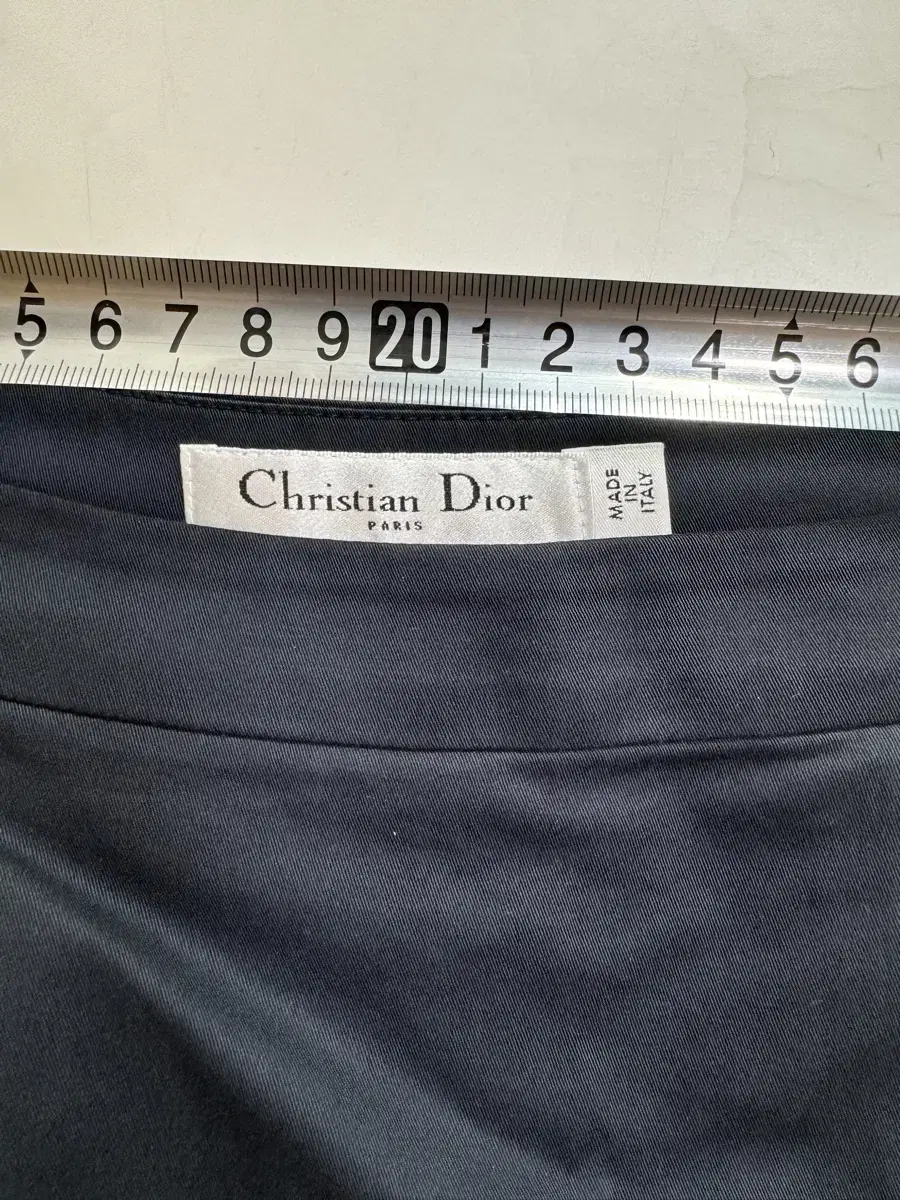 5 6 7 8 9 20 1 2 3 4 5 6
Christian Dior
PARIS
MADE
IN
ITALY